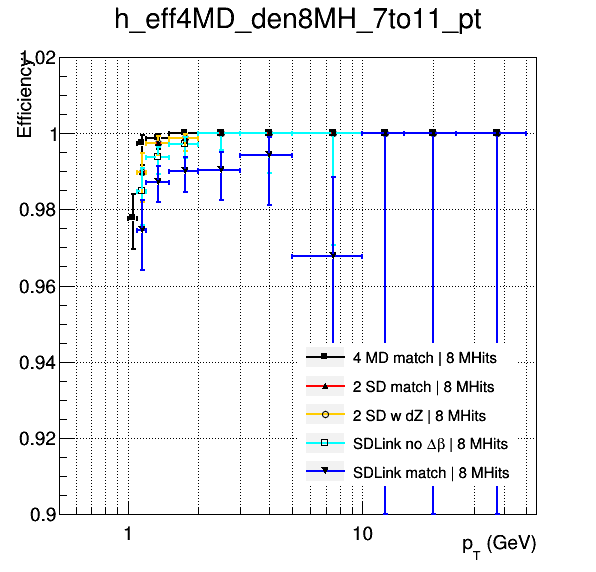 h_eff4MD_den8MH_7to11_pt
Efficiency
1.02
1
0.98
0.96
0.94
0.92
0.9
4 MD match | 8 MHits
2 SD match | 8 MHits
2 SD w dZ | 8 MHits
SDLink no Δβ | 8 MHits
SDLink match | 8 MHits
1
10
p_T (GeV)